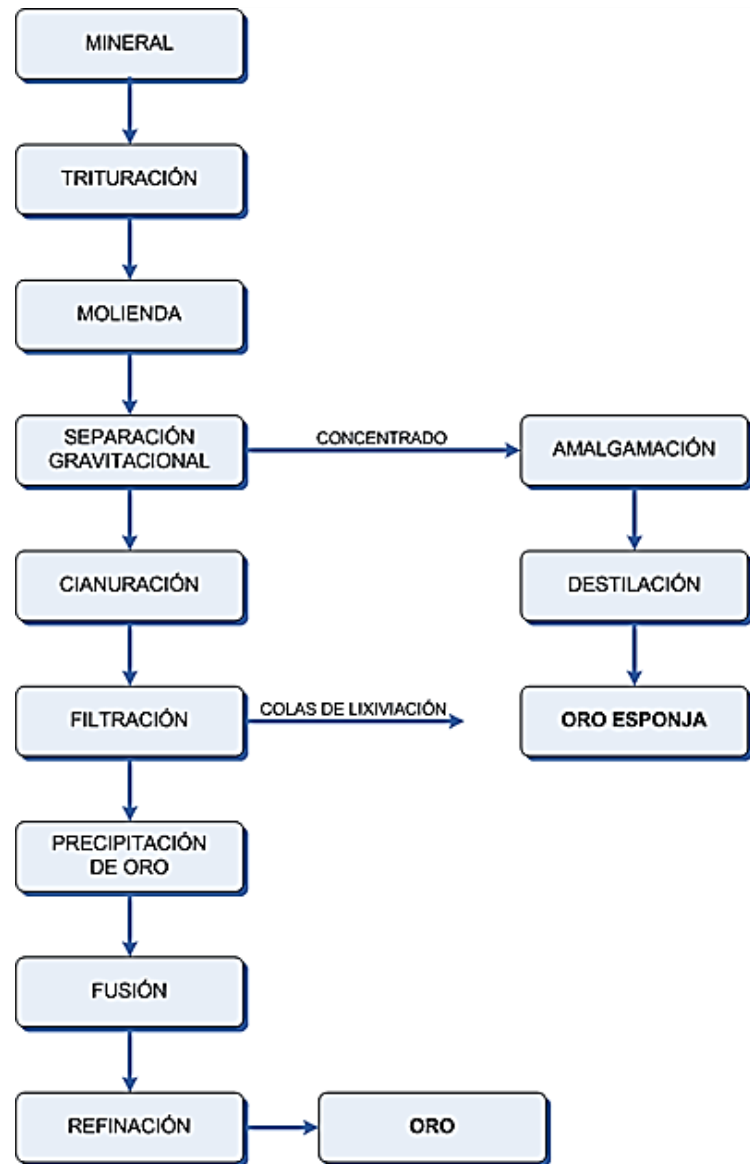 MINERAL
TRITURACIÓN
MOLIENDA
SEPARACIÓN
GRAVITACIONAL
CONCENTRADO
AMALGAMACIÓN
CIANURACIÓN
DESTILACIÓN
FILTRACIÓN
COLAS DE LIXIVIACIÓN
ORO ESPONJA
PRECIPITACIÓN
DE ORO
FUSIÓN
REFINACIÓN
ORO